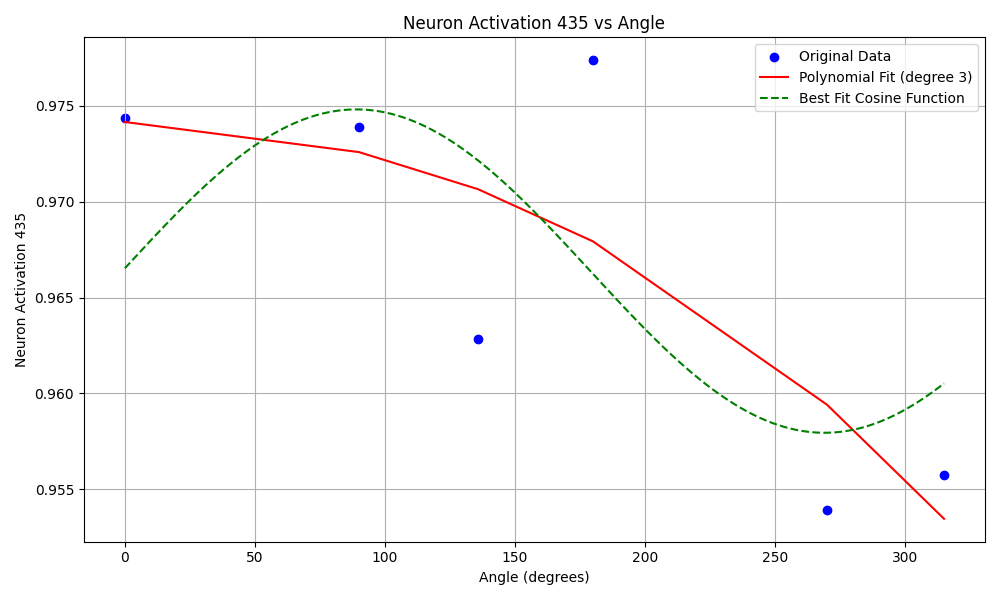 Neuron Activation 435 vs Angle
Original Data
Polynomial Fit (degree 3)
Best Fit Cosine Function
Neuron Activation 435
0.975
0.970
0.965
0.960
0.955
0 50 100 150 200 250 300
Angle (degrees)